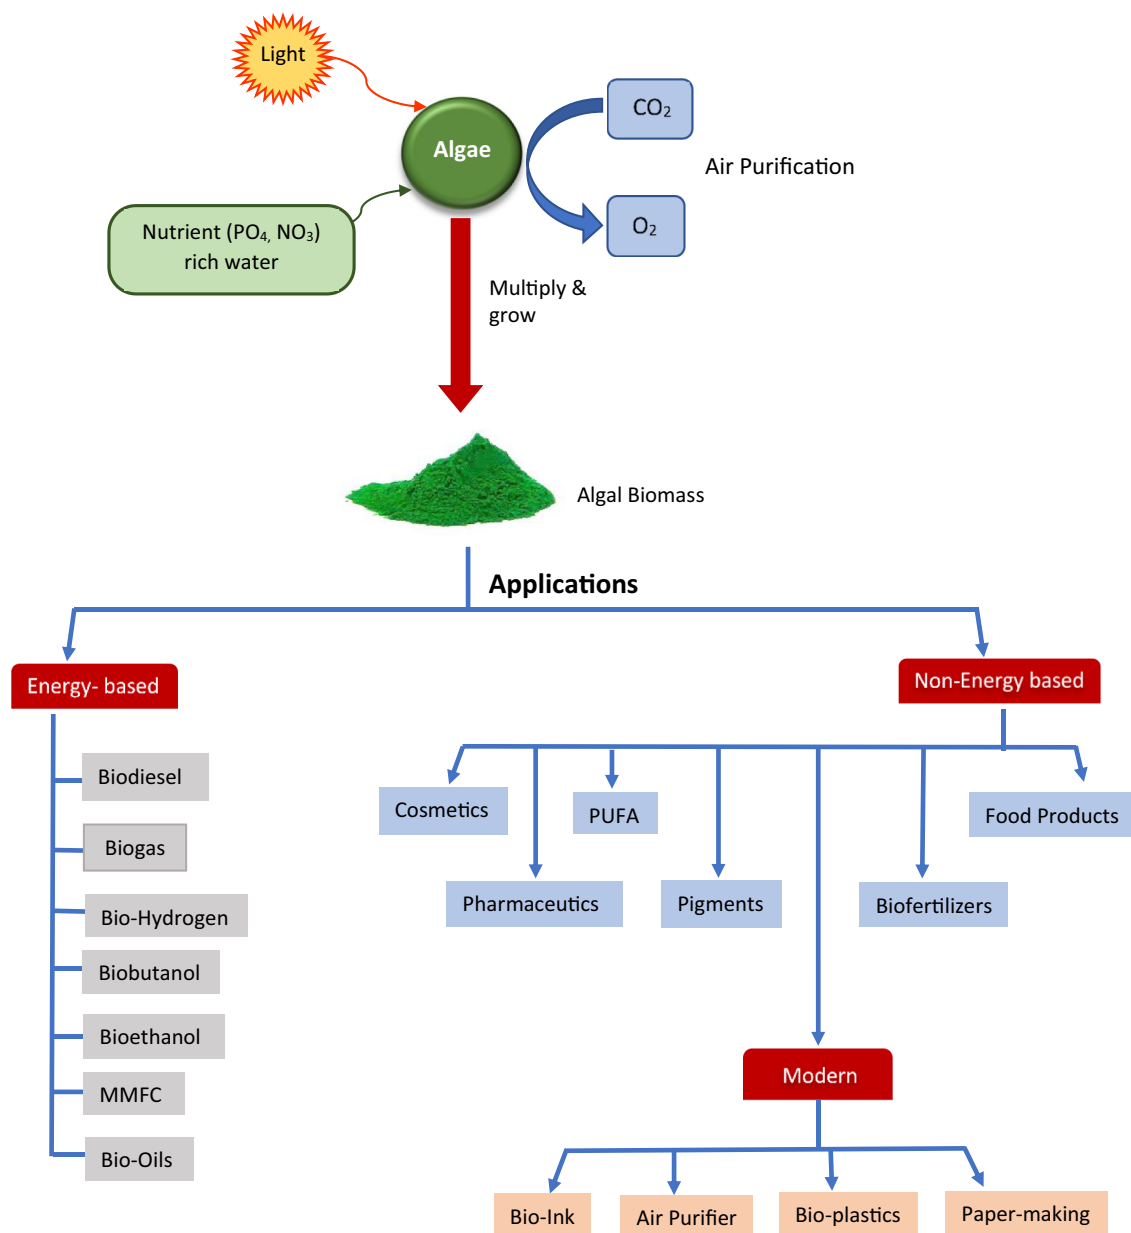 Light
CO₂
Algae
Air Purification
O₂
Nutrient (PO₄, NO₃)
rich water
Multiply &
grow
Algal Biomass
Applications
Energy- based
Non-Energy based
Biodiesel
Biogas
Bio-Hydrogen
Biobutanol
Bioethanol
MMFC
Bio-Oils
Cosmetics
PUFA
Food Products
Pharmaceutics
Pigments
Biofertilizers
Modern
Bio-Ink
Air Purifier
Bio-plastics
Paper-making